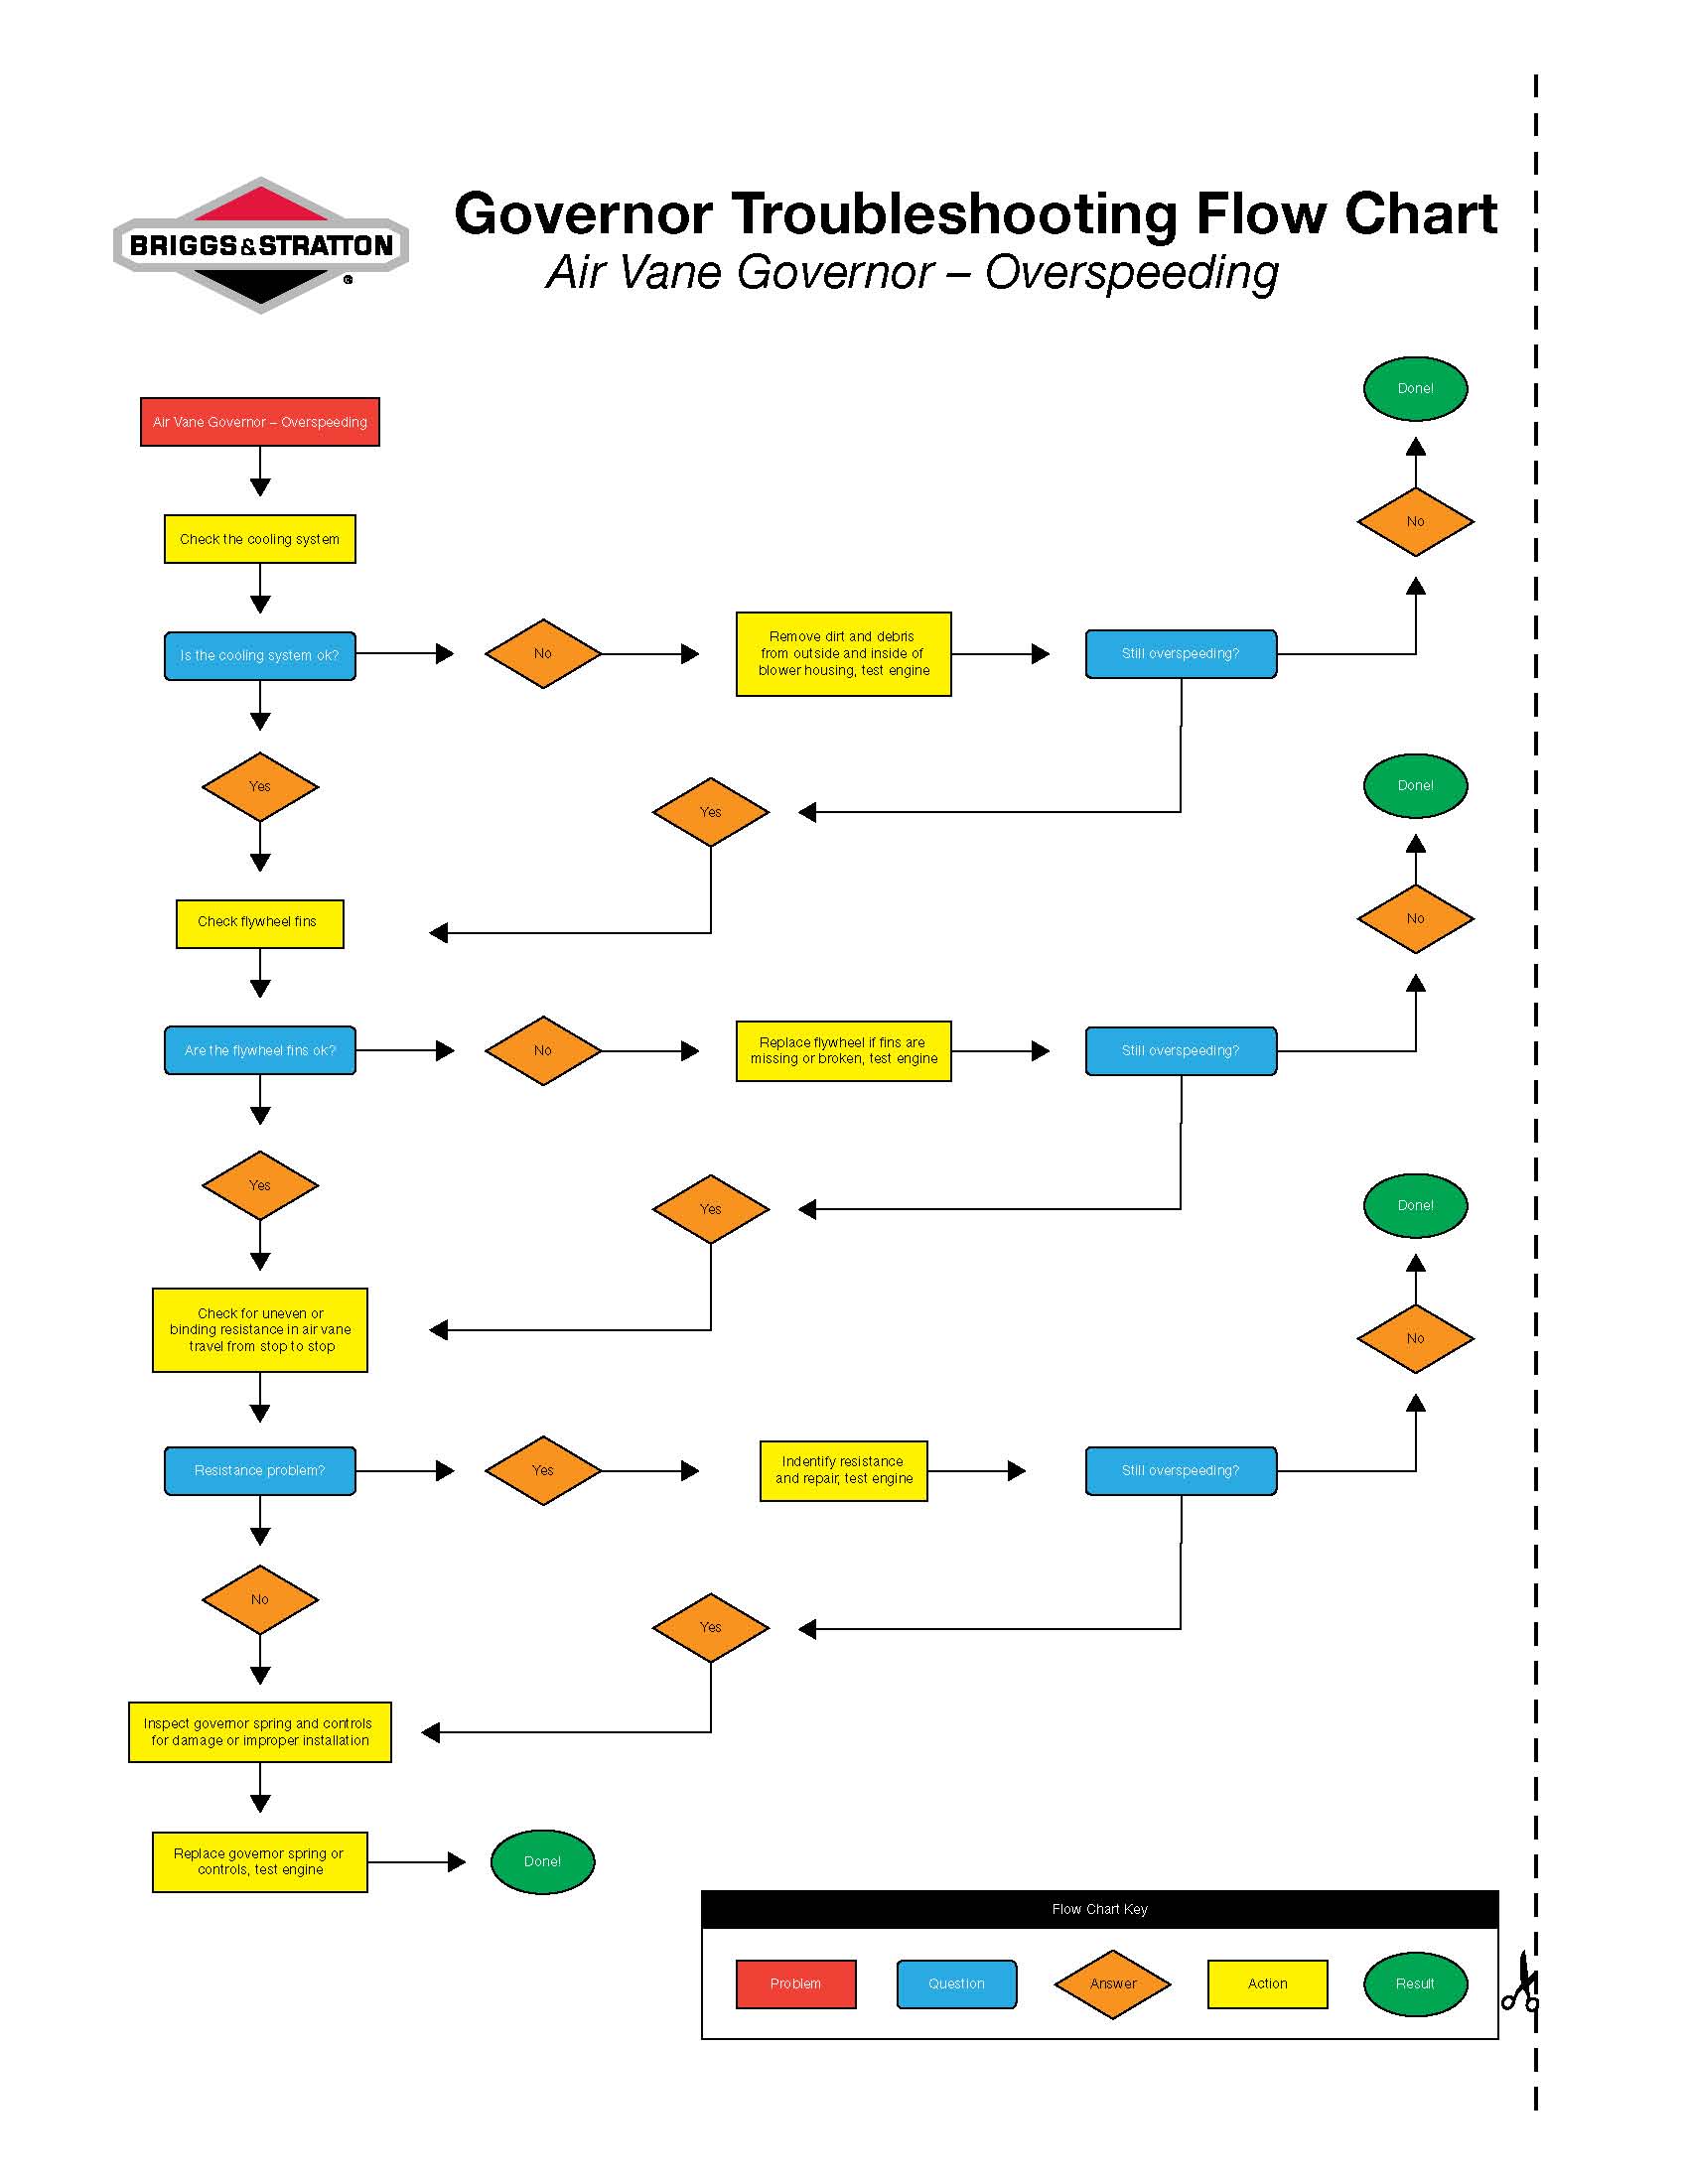 Governor Troubleshooting Flow Chart
BRIGGS&STRATTON
®
Air Vane Governor – Overspeeding
Done!
Air Vane Governor – Overspeeding
No
Check the cooling system
Is the cooling system ok?
No
Remove dirt and debris
from outside and inside of
blower housing, test engine
Still overspeeding?
Yes
Yes
Done!
Check flywheel fins
No
Are the flywheel fins ok?
No
Replace flywheel if fins are
missing or broken, test engine
Still overspeeding?
Yes
Yes
Done!
Check for uneven or
binding resistance in air vane
travel from stop to stop
No
Resistance problem?
Yes
Indentify resistance
and repair, test engine
Still overspeeding?
No
Yes
Inspect governor spring and controls
for damage or improper installation
Replace governor spring or
controls, test engine
Done!
Flow Chart Key
Problem
Question
Answer
Action
Result